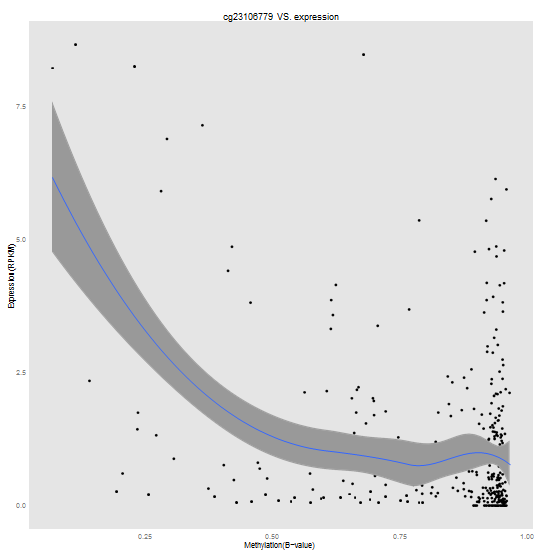 cg23106779 VS. expression
7.5
5.0
2.5
0.0
Expression(RPKM)
0.25
0.50
0.75
1.00
Methylation(B-value)